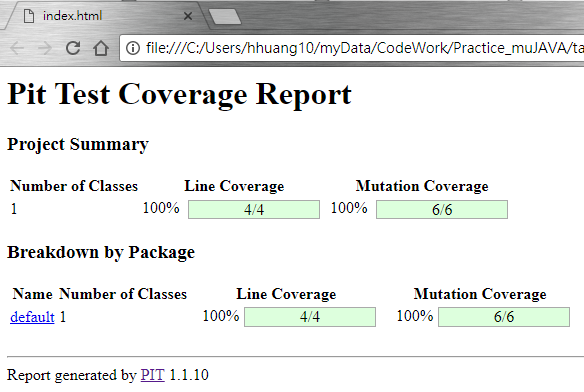 index.html
file:///C:/Users/hhuang10/myData/CodeWork/Practice_muJAVA/ta
Pit Test Coverage Report
Project Summary
Number of Classes Line Coverage Mutation Coverage
1 100% 4/4 100% 6/6
Breakdown by Package
Name Number of Classes Line Coverage Mutation Coverage
default 1 100% 4/4 100% 6/6
Report generated by PIT 1.1.10